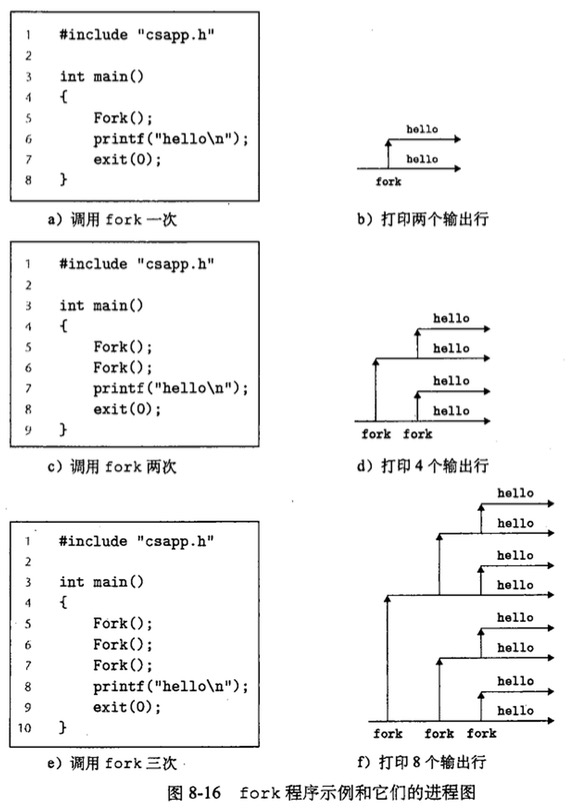 1 #include "csapp.h"
2
3 int main()
4 {
5 Fork();
6 printf("hello\n");
7 exit(0);
8 }
a）调用 fork 一次
hello
hello
fork
b）打印两个输出行
1 #include "csapp.h"
2
3 int main()
4 {
5 Fork();
6 Fork();
7 printf("hello\n");
8 exit(0);
9 }
c）调用 fork 两次
hello
hello
hello
hello
fork fork
d）打印 4 个输出行
1 #include "csapp.h"
2
3 int main()
4 {
5 Fork();
6 Fork();
7 Fork();
8 printf("hello\n");
9 exit(0);
10 }
e）调用 fork 三次
hello
hello
hello
hello
hello
hello
hello
hello
fork fork fork
f）打印 8 个输出行
图 8-16 fork 程序示例和它们的进程图